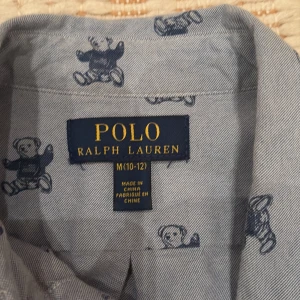 POLO
RALPH LAUREN
M(10-12)
MADE IN
CHINA
FABRIQUÉ EN
CHINE